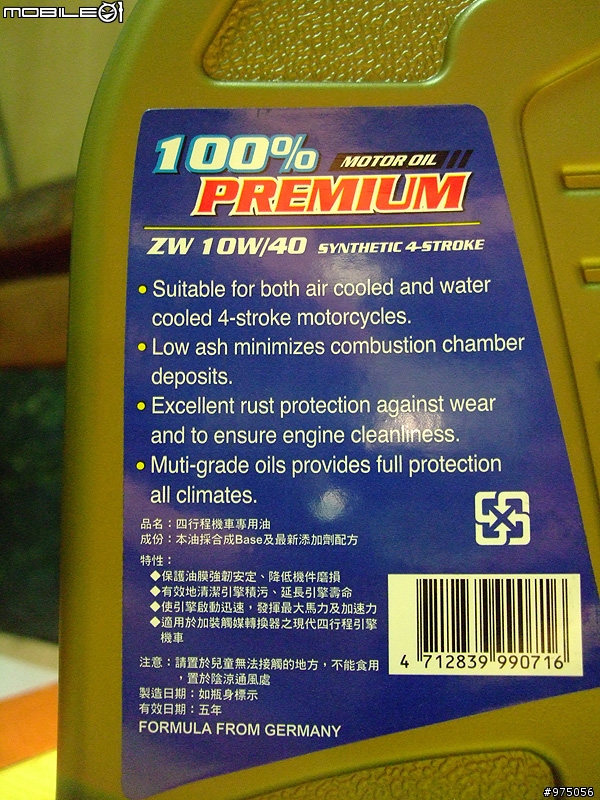 MOBILE01
100% MOTOR OIL
PREMIUM
ZW 10W/40 SYNTHETIC 4-STROKE
• Suitable for both air cooled and water
cooled 4-stroke motorcycles.
• Low ash minimizes combustion chamber
deposits.
• Excellent rust protection against wear
and to ensure engine cleanliness.
• Muti-grade oils provides full protection
all climates.
品名：四行程機車專用油
成份：本油採合成Base及最新添加劑配方
特性：
◆保護油膜強韌安定、降低機件磨損
◆有效地清潔引擎積污、延長引擎壽命
◆使引擎啟動迅速，發揮最大馬力及加速力
◆適用於加裝觸媒轉換器之現代四行程引擎
機車
注意：請置於兒童無法接觸的地方，不能食用
，置於陰涼通風處
製造日期：如瓶身標示
有效日期：五年
FORMULA FROM GERMANY
4 712839 990716
#975056